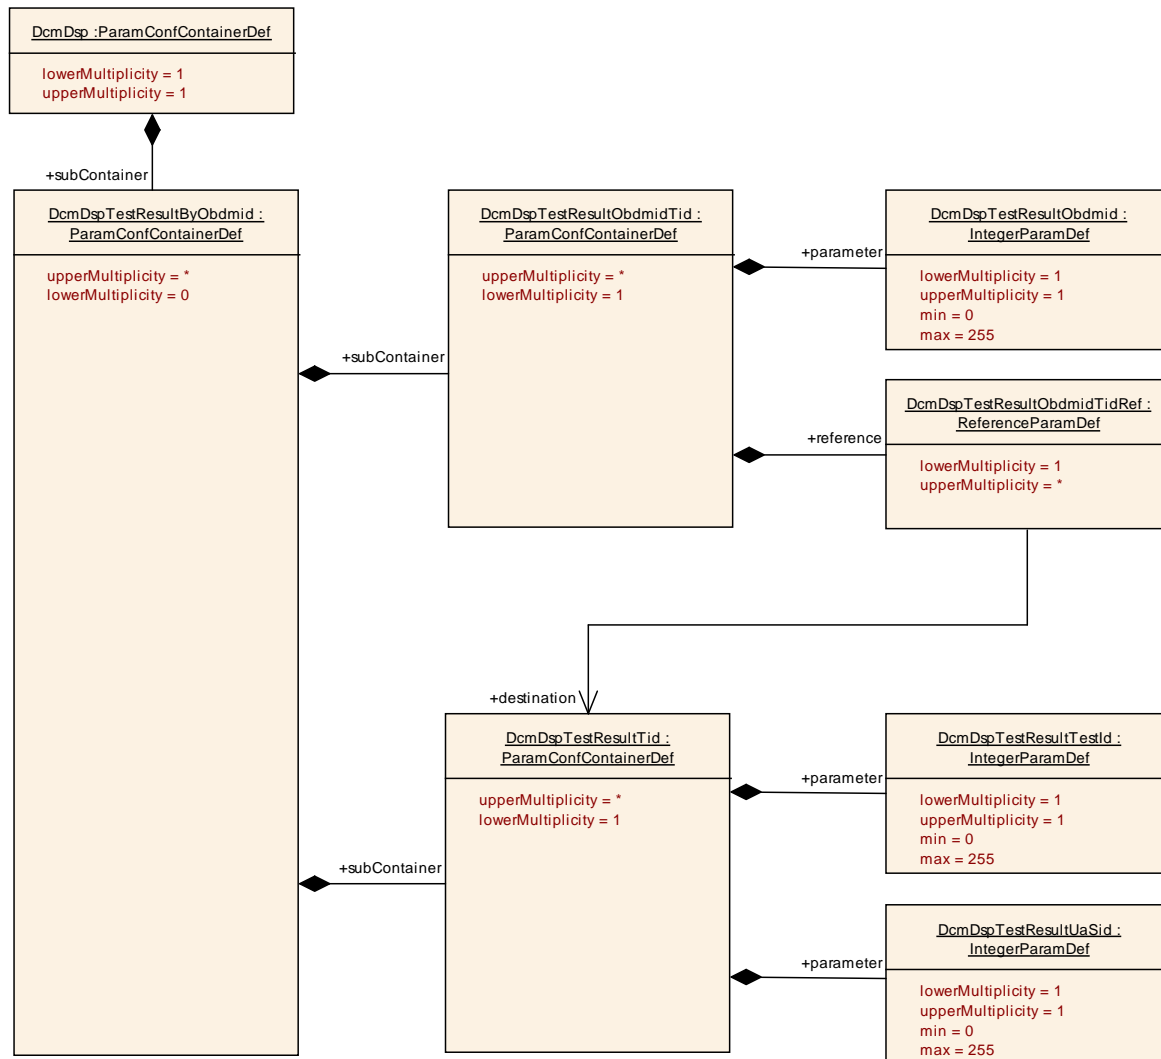 DcmDsp :ParamConfContainerDef
lowerMultiplicity = 1
upperMultiplicity = 1
+subContainer
DcmDspTestResultByObdmid :
ParamConfContainerDef
upperMultiplicity = *
lowerMultiplicity = 0
+subContainer
DcmDspTestResultObdmidTid :
ParamConfContainerDef
upperMultiplicity = *
lowerMultiplicity = 1
+parameter
DcmDspTestResultObdmid :
IntegerParamDef
lowerMultiplicity = 1
upperMultiplicity = 1
min = 0
max = 255
+reference
DcmDspTestResultObdmidTidRef :
ReferenceParamDef
lowerMultiplicity = 1
upperMultiplicity = *
+destination
+subContainer
DcmDspTestResultTid :
ParamConfContainerDef
upperMultiplicity = *
lowerMultiplicity = 1
+parameter
DcmDspTestResultTestId :
IntegerParamDef
lowerMultiplicity = 1
upperMultiplicity = 1
min = 0
max = 255
+parameter
DcmDspTestResultUaSid :
IntegerParamDef
lowerMultiplicity = 1
upperMultiplicity = 1
min = 0
max = 255